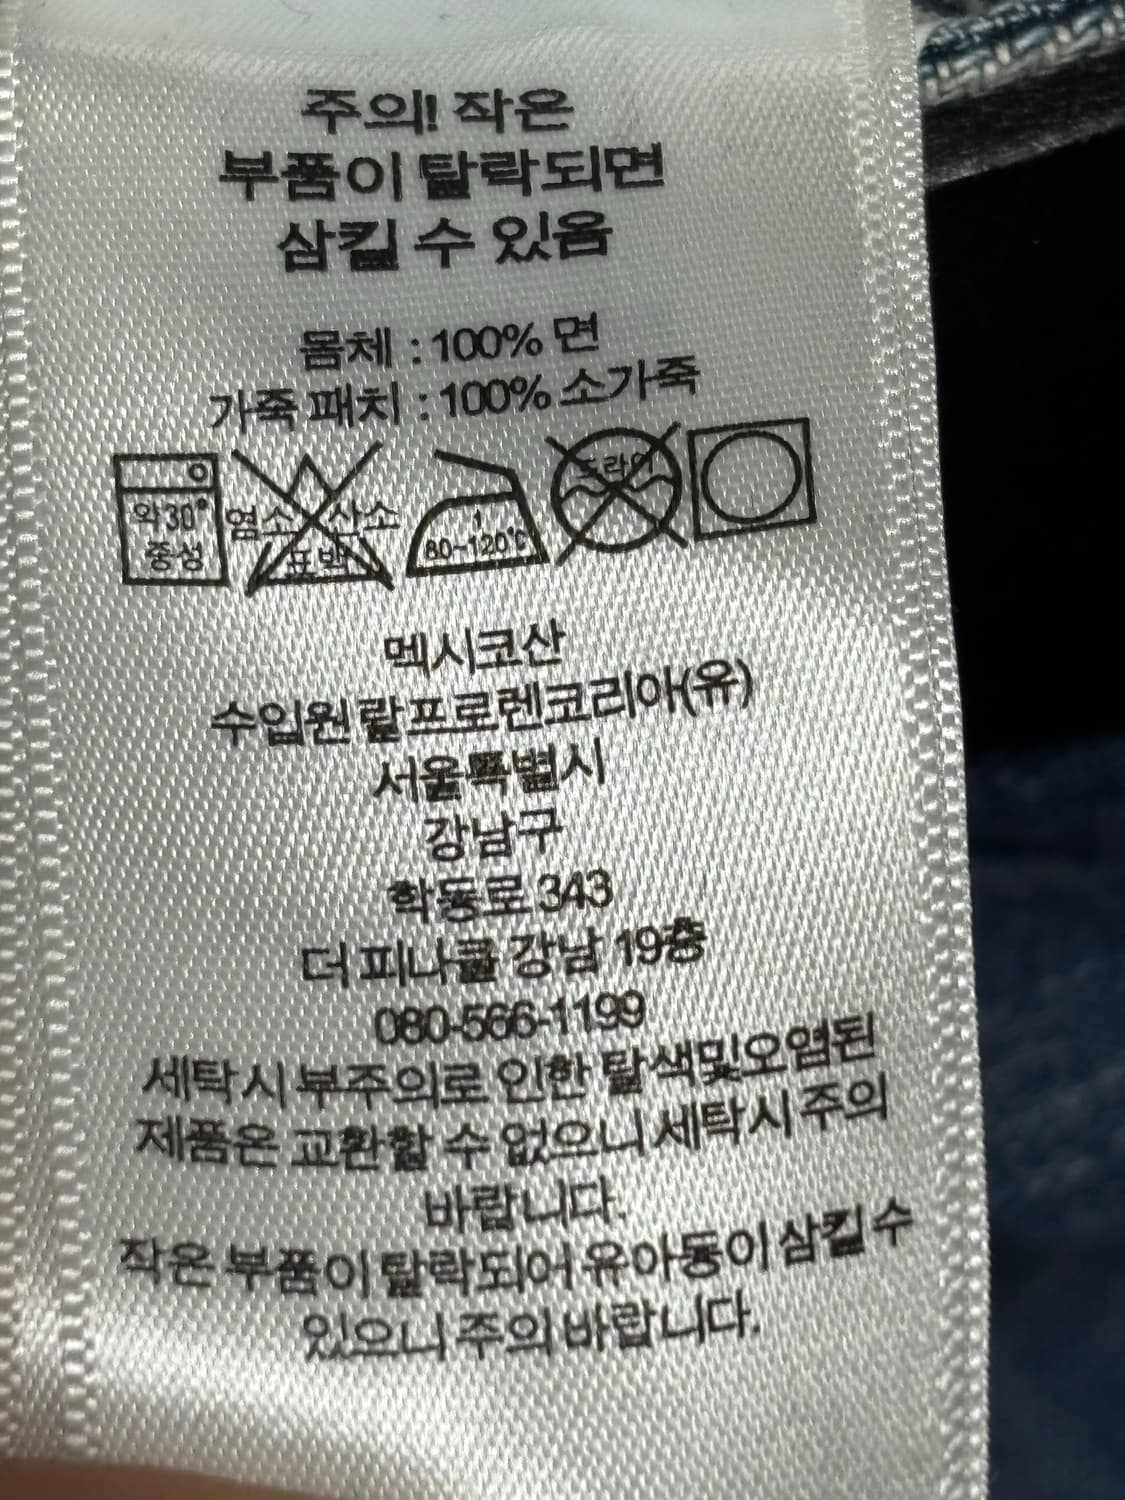 주의! 작은
부품이 탈락되면
삼킬 수 있음
몸체 : 100% 면
가죽 패치 : 100% 소가죽
약30°
중성
염소 산소
표백
1
80~120℃
드라이
멕시코산
수입원 랄프로렌코리아(유)
서울특별시
강남구
학동로 343
더 피나클 강남 19층
080-566-1199
세탁시 부주의로 인한 탈색및오염된
제품은 교환할 수 없으니 세탁시 주의
바랍니다.
작은 부품이 탈락되어 유아동이 삼킬 수
있으니 주의 바랍니다.